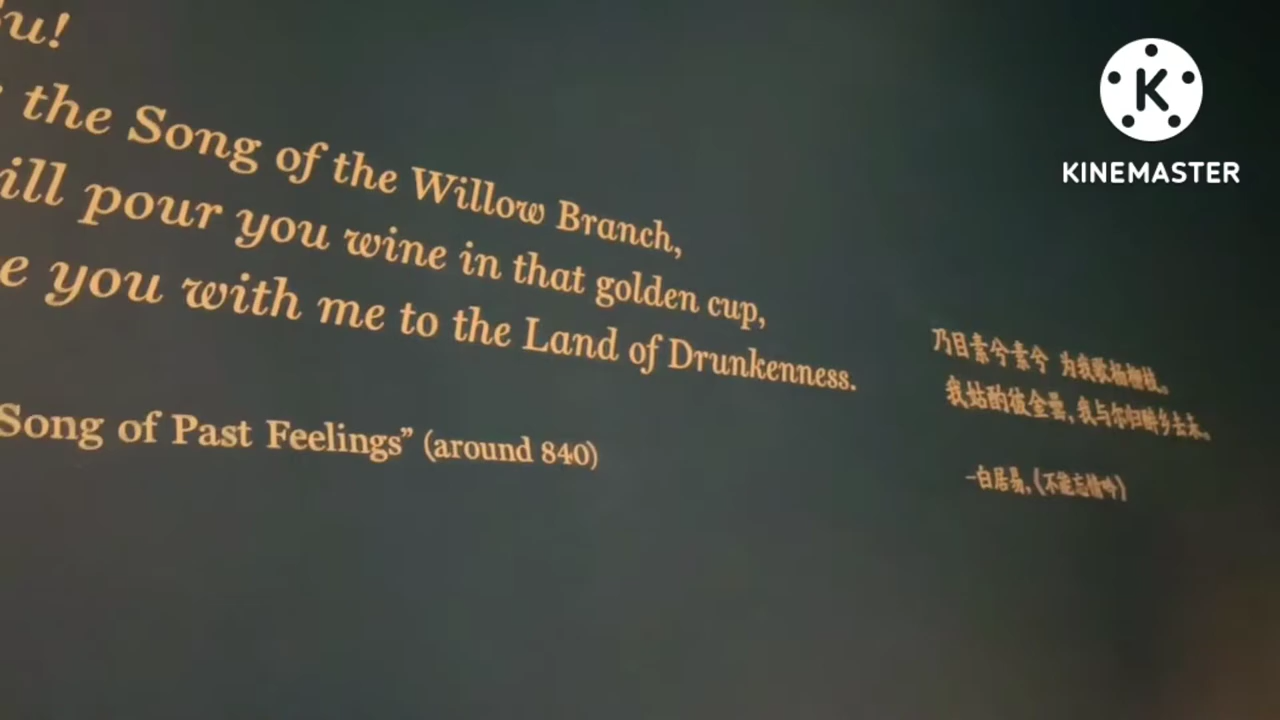 u!
the Song of the Willow Branch,
ill pour you wine in that golden cup,
e you with me to the Land of Drunkenness.
Song of Past Feelings” (around 840)
乃目素兮素兮 为我歌杨柳枝。
我姑酌彼金罍,我与尔归醉乡去来。
–白居易,(不能忘情吟)
K
KINEMASTER